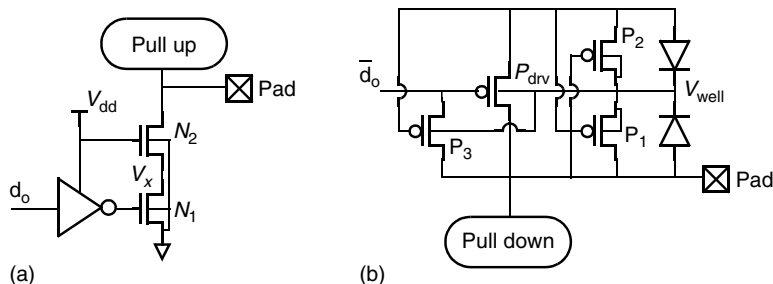 Pull up
Pad
V_dd
N_2
V_x
d_o
N_1
(a)
P_2
d̅_o
P_drv
V_well
P_1
P_3
Pad
Pull down
(b)